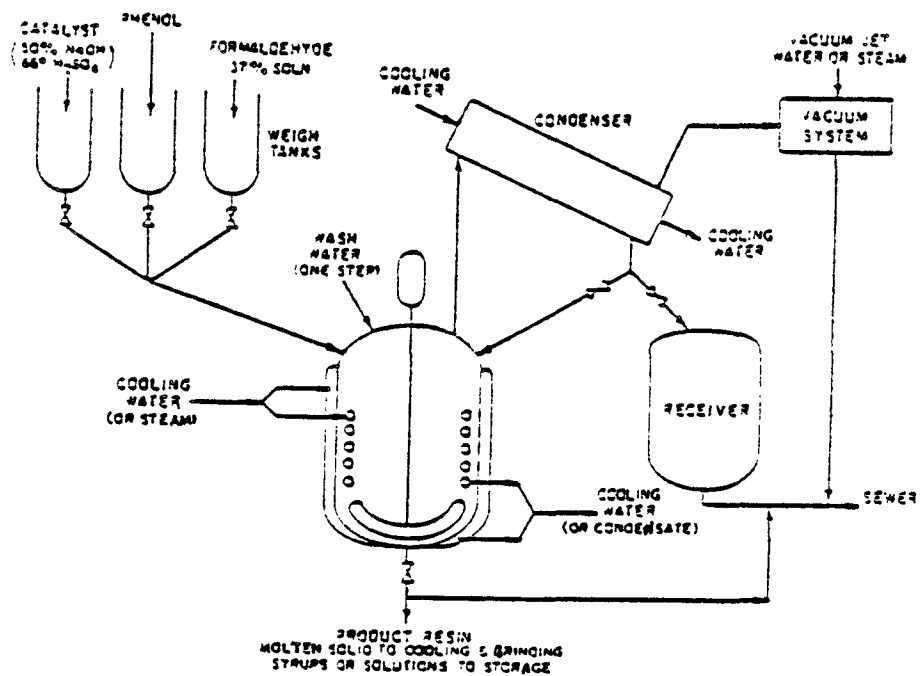 CATALYST
(50% NaOH
66° H₂SO₄)
PHENOL
FORMALDEHYDE
37% SOLN
WEIGH
TANKS
COOLING
WATER
CONDENSER
VACUUM JET
WATER OR STEAM
VACUUM
SYSTEM
COOLING
WATER
WASH
WATER
(ONE STEP)
COOLING
WATER
(OR STEAM)
RECEIVER
COOLING
WATER
(OR CONDENSATE)
SEWER
PRODUCT RESIN
MOLTEN SOLID TO COOLING & GRINDING
SYRUPS OR SOLUTIONS TO STORAGE